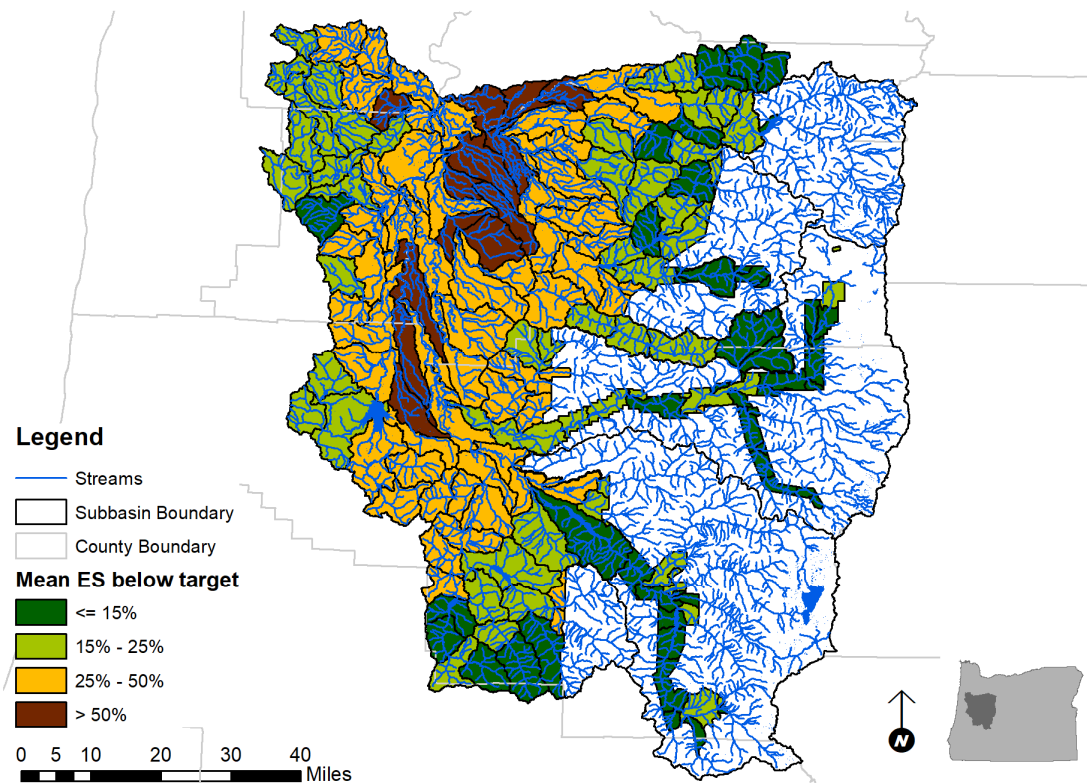 Legend
Streams
Subbasin Boundary
County Boundary
Mean ES below target
<= 15%
15% - 25%
25% - 50%
> 50%
0 5 10 20 30 40 Miles
N